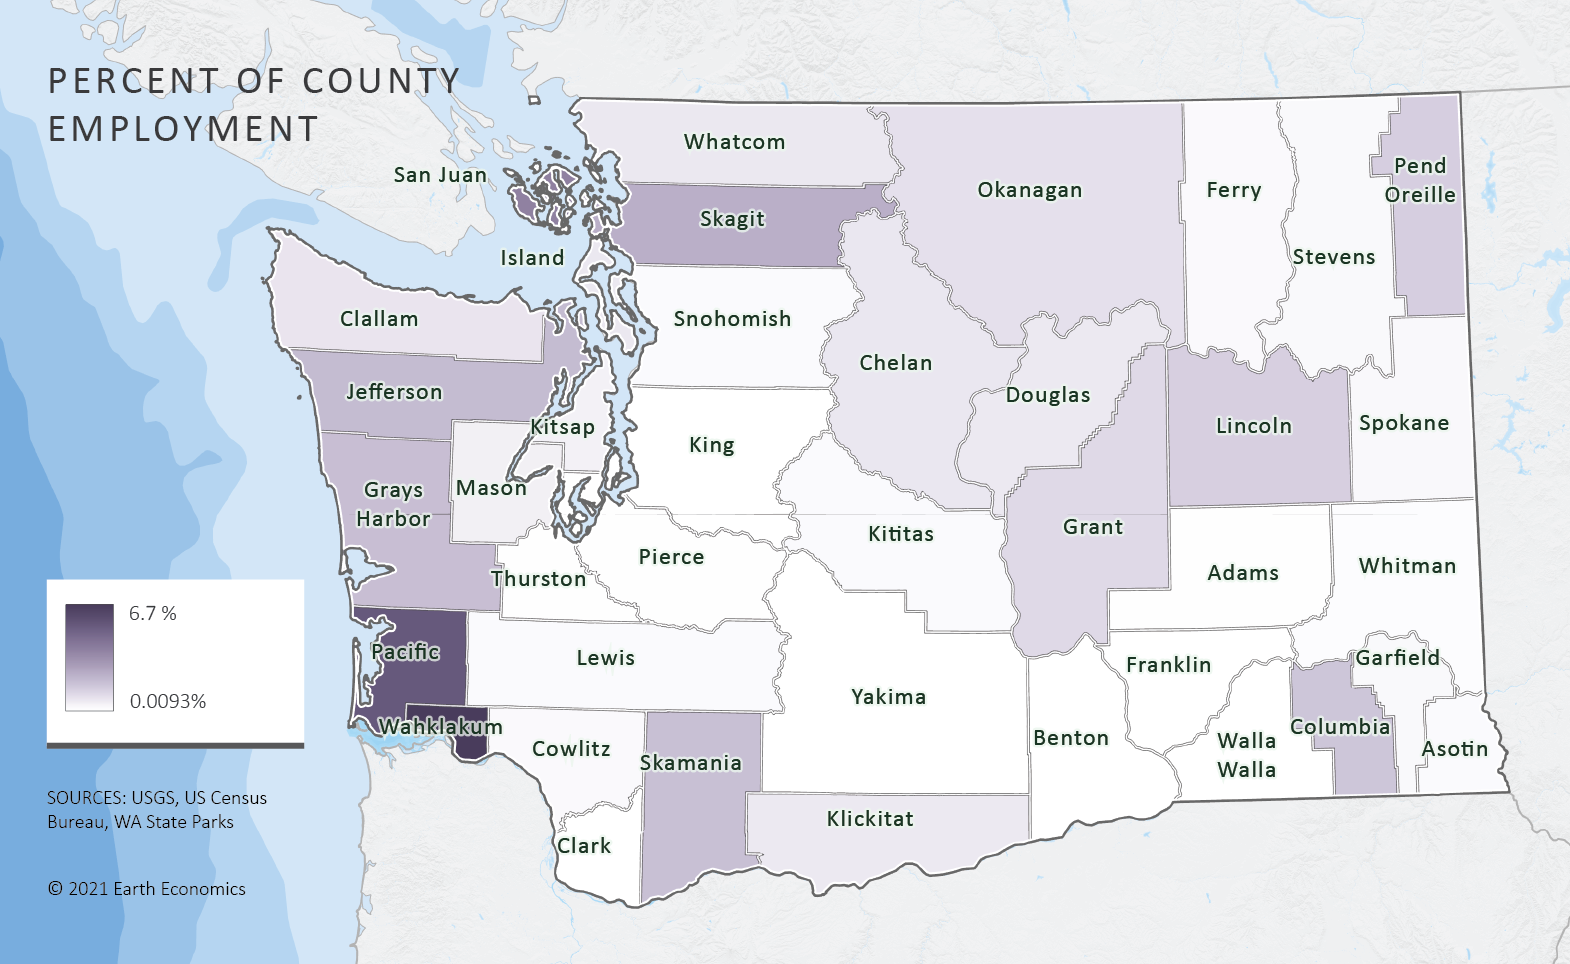 PERCENT OF COUNTY
EMPLOYMENT
Whatcom
San Juan
Okanagan
Ferry
Pend
Oreille
Skagit
Island
Stevens
Clallam
Snohomish
Chelan
Jefferson
Douglas
Kitsap
King
Lincoln
Spokane
Grays
Harbor
Mason
Kititas
Grant
Pierce
Thurston
Adams
Whitman
6.7 %
0.0093%
Pacific
Lewis
Franklin
Garfield
Yakima
Wahklakum
Cowlitz
Skamania
Benton
Walla
Walla
Columbia
Asotin
Klickitat
Clark
SOURCES: USGS, US Census
Bureau, WA State Parks
© 2021 Earth Economics